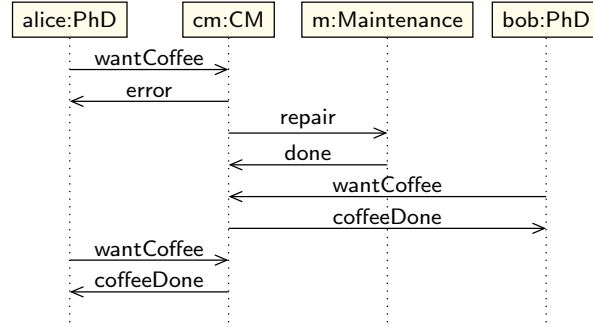 alice:PhD cm:CM m:Maintenance bob:PhD
wantCoffee
error
repair
done
wantCoffee
coffeeDone
wantCoffee
coffeeDone